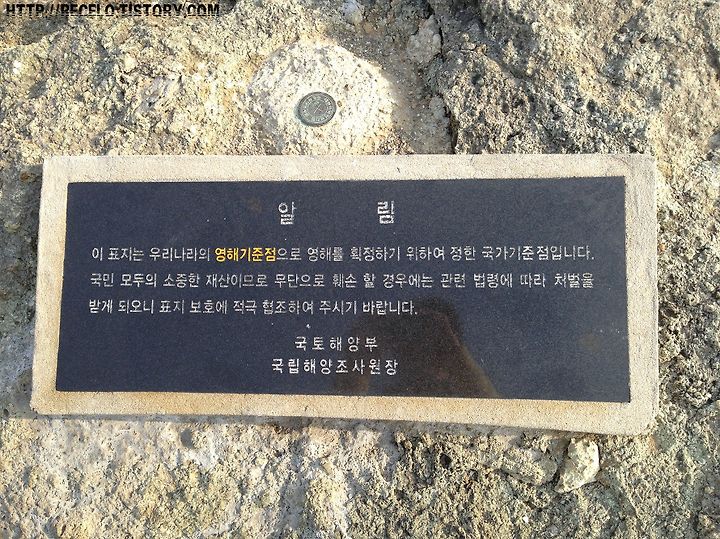 HTTP://BECELO.TISTORY.COM
알 림
이 표지는 우리나라의 영해기준점으로 영해를 획정하기 위하여 정한 국가기준점입니다.
국민 모두의 소중한 재산이므로 무단으로 훼손 할 경우에는 관련 법령에 따라 처벌을
받게 되오니 표지 보호에 적극 협조하여 주시기 바랍니다.
국토해양부
국립해양조사원장